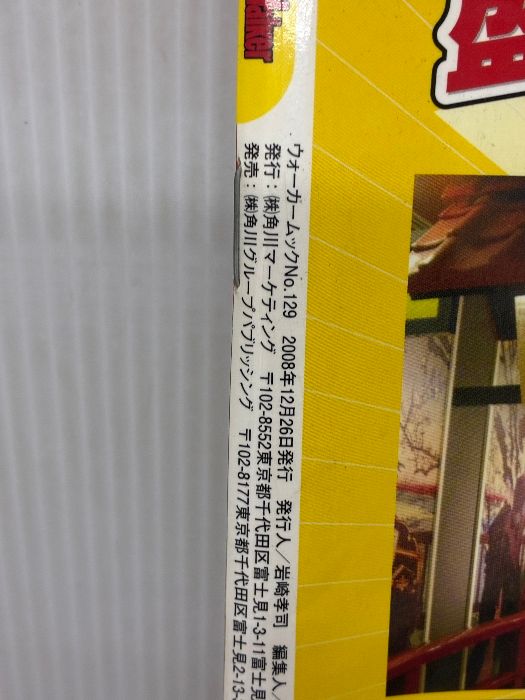 alker
ウォーカームックNo.129 2008年12月26日発行 発行人／岩崎孝司 編集人／
発行：㈱角川マーケティング 〒102-8552東京都千代田区富士見1-3-11富士見
発売：㈱角川グループパブリッシング 〒102-8177東京都千代田区富士見2-13-